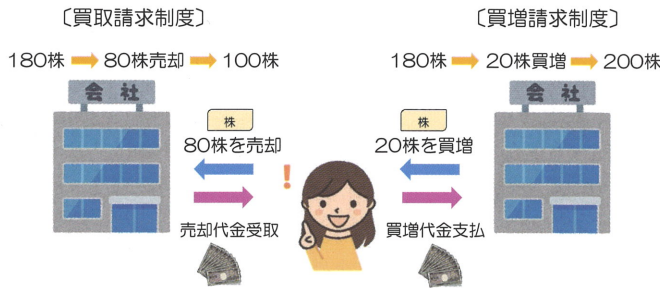 〔買取請求制度〕
180株 80株売却 100株
会社
株
80株を売却
売却代金受取
〔買増請求制度〕
180株 20株買増 200株
会社
株
20株を買増
買増代金支払
!